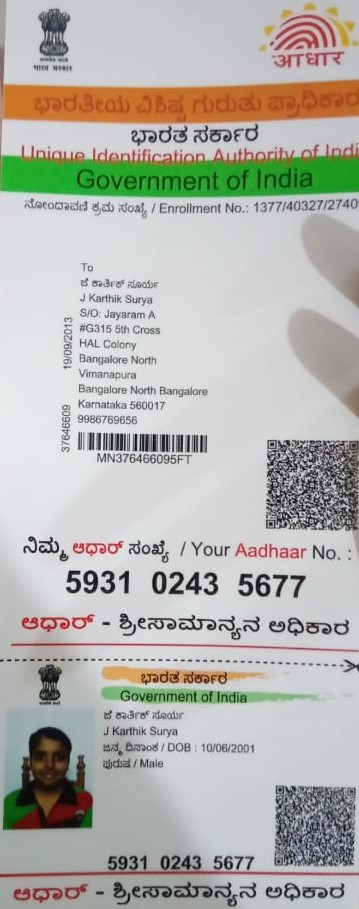 भारत सरकार
आधार
ಭಾರತೀಯ ವಿಶಿಷ್ಟ ಗುರುತು ಪ್ರಾಧಿಕಾರ
ಭಾರತ ಸರ್ಕಾರ
Unique Identification Authority of Indi
Government of India
ನೋಂದಾವಣಿ ಕ್ರಮ ಸಂಖ್ಯೆ / Enrollment No.: 1377/40327/2740
To
ಜೆ ಕಾರ್ತಿಕ್ ಸೂರ್ಯ
J Karthik Surya
S/O: Jayaram A
#G315 5th Cross
HAL Colony
Bangalore North
Vimanapura
Bangalore North Bangalore
Karnataka 560017
9986769656
19/09/2013
37646609
MN376466095FT
ನಿಮ್ಮ ಆಧಾರ್ ಸಂಖ್ಯೆ / Your Aadhaar No. :
5931 0243 5677
ಆಧಾರ್ - ಶ್ರೀಸಾಮಾನ್ಯನ ಅಧಿಕಾರ
ಭಾರತ ಸರ್ಕಾರ
Government of India
ಜೆ ಕಾರ್ತಿಕ್ ಸೂರ್ಯ
J Karthik Surya
ಜನ್ಮ ದಿನಾಂಕ / DOB : 10/06/2001
ಪುರುಷ / Male
5931 0243 5677
ಆಧಾರ್ - ಶ್ರೀಸಾಮಾನ್ಯನ ಅಧಿಕಾರ